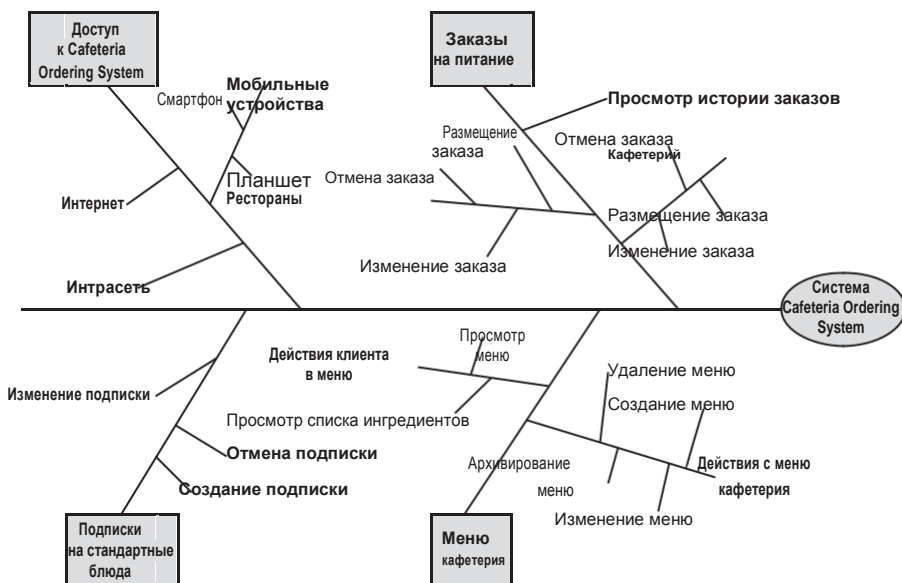 Доступ
к Cafeteria
Ordering System
Смартфон
Мобильные
устройства
Планшет
Рестораны
Интернет
Интрасеть
Заказы
на питание
Просмотр истории заказов
Размещение
заказа
Отмена заказа
Изменение заказа
Отмена заказа
Кафетерий
Размещение заказа
Изменение заказа
Система
Cafeteria Ordering
System
Изменение подписки
Отмена подписки
Создание подписки
Подписки
на стандартные
блюда
Действия клиента
в меню
Просмотр
меню
Просмотр списка ингредиентов
Удаление меню
Создание меню
Архивирование
меню
Действия с меню
кафетерия
Изменение меню
Меню
кафетерия